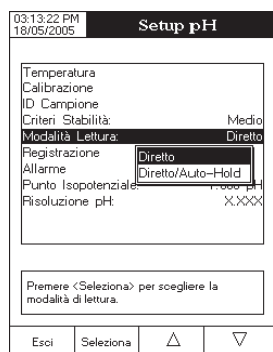 03:13:22 PM
18/05/2005
Setup pH
Temperatura
Calibrazione
ID Campione
Criteri Stabilità: Medio
Modalità Lettura: Diretto
Registrazione
Diretto
Allarme
Diretto/Auto-Hold
Punto Isopotenziale: pH
Risoluzione pH: X.XXX
Premere <Seleziona> per scegliere la
modalità di lettura.
Esci Seleziona △ ▽